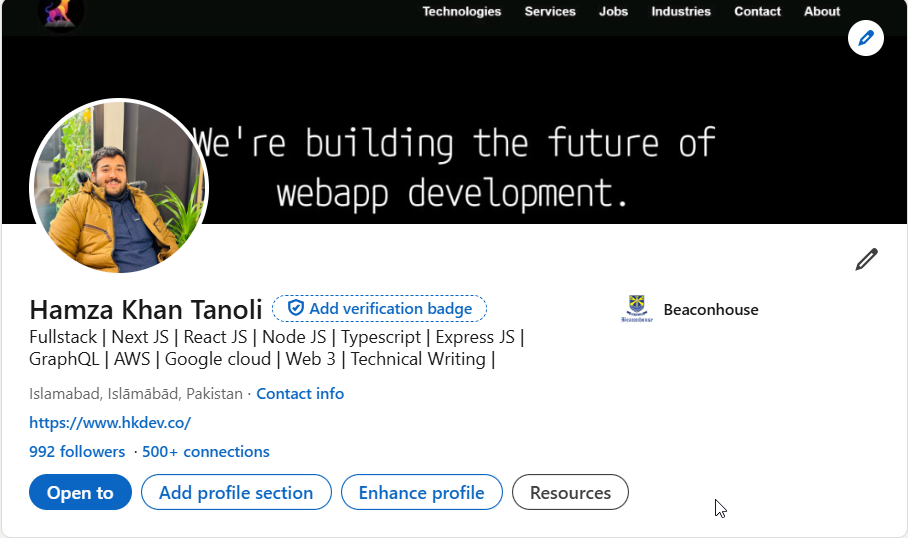 Technologies Services Jobs Industries Contact About
We're building the future of
webapp development.
Hamza Khan Tanoli Add verification badge
Beaconhouse
Beaconhouse
Fullstack | Next JS | React JS | Node JS | Typescript | Express JS |
GraphQL | AWS | Google cloud | Web 3 | Technical Writing |
Islamabad, Islāmābād, Pakistan · Contact info
https://www.hkdev.co/
992 followers · 500+ connections
Open to Add profile section Enhance profile Resources